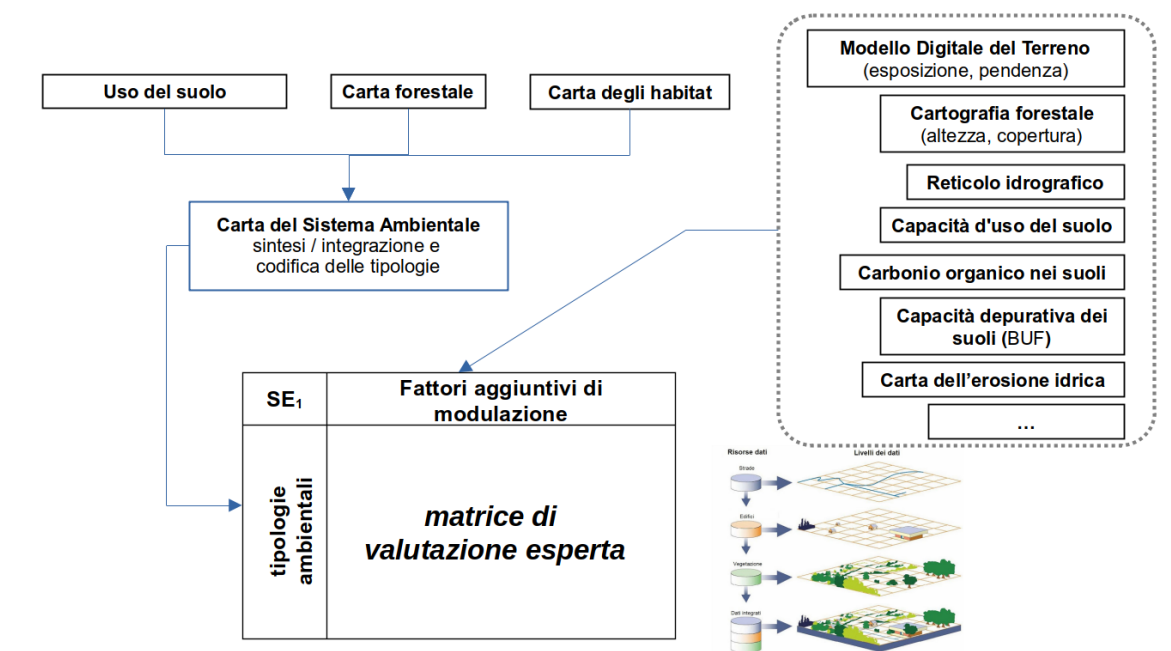 Uso del suolo
Carta forestale
Carta degli habitat
Carta del Sistema Ambientale
sintesi / integrazione e
codifica delle tipologie
Modello Digitale del Terreno
(esposizione, pendenza)
Cartografia forestale
(altezza, copertura)
Reticolo idrografico
Capacità d'uso del suolo
Carbonio organico nei suoli
Capacità depurativa dei
suoli (BUF)
Carta dell’erosione idrica
...
SE₁
Fattori aggiuntivi di
modulazione
tipologie
ambientali
matrice di
valutazione esperta
Risorse dati
Livelli dei dati
Strade
Edifici
Vegetazione
Dati integrati